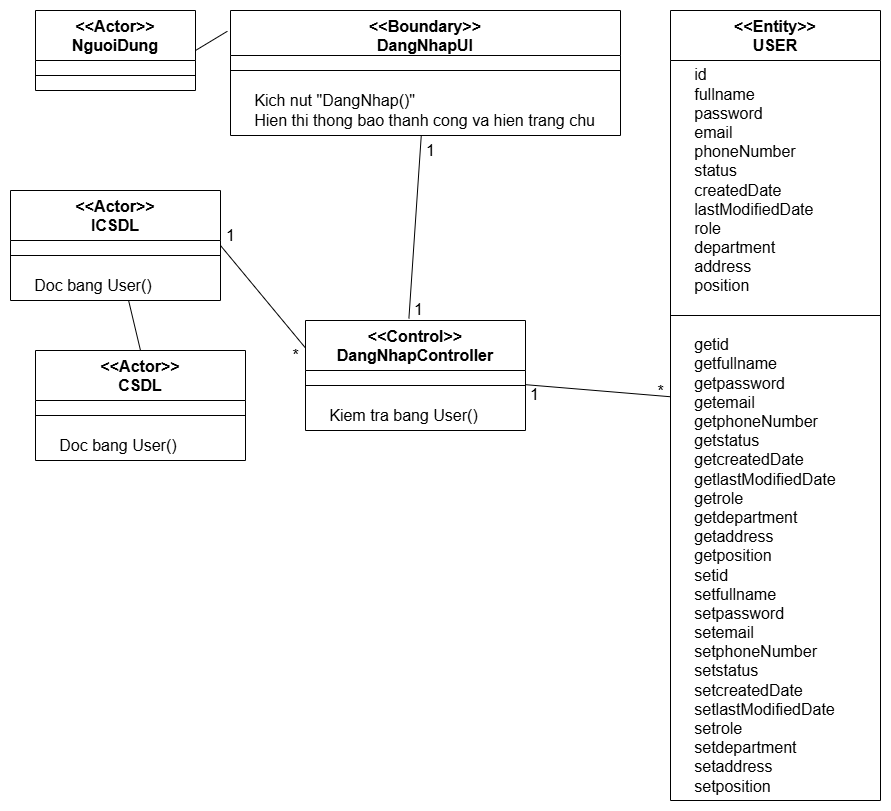 <<Actor>>
NguoiDung
<<Boundary>>
DangNhapUI
Kich nut "DangNhap()"
Hien thi thong bao thanh cong va hien trang chu
1
<<Actor>>
ICSDL
Doc bang User()
1
*
<<Actor>>
CSDL
Doc bang User()
1
<<Control>>
DangNhapController
Kiem tra bang User()
1
*
<<Entity>>
USER
id
fullname
password
email
phoneNumber
status
createdDate
lastModifiedDate
role
department
address
position
getid
getfullname
getpassword
getemail
getphoneNumber
getstatus
getcreatedDate
getlastModifiedDate
getrole
getdepartment
getaddress
getposition
setid
setfullname
setpassword
setemail
setphoneNumber
setstatus
setcreatedDate
setlastModifiedDate
setrole
setdepartment
setaddress
setposition